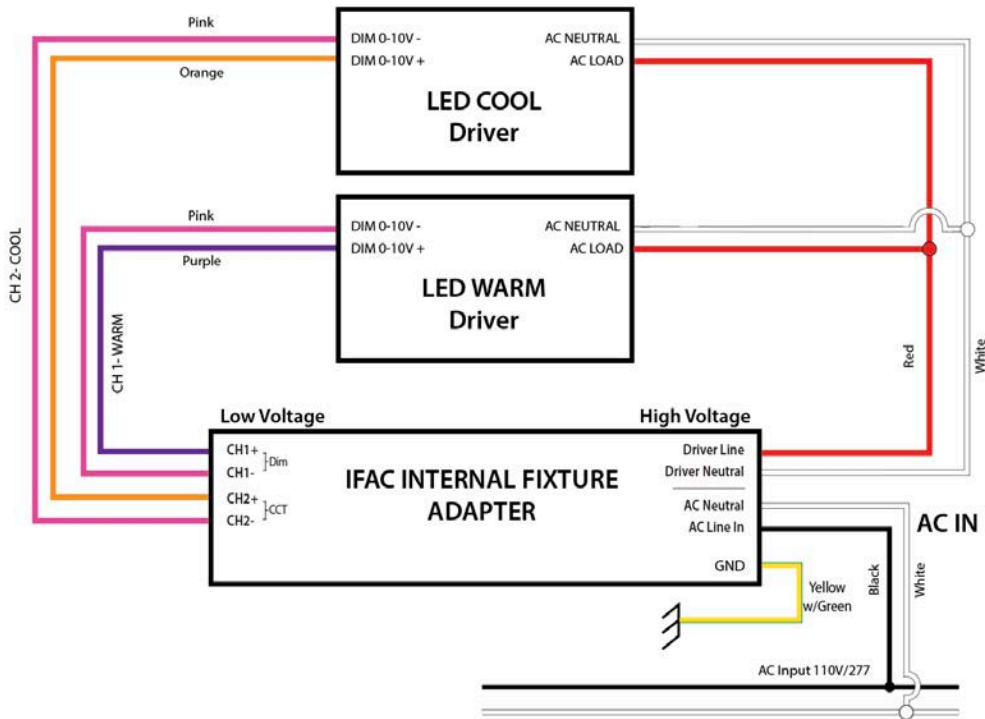 Pink
DIM 0-10V -
AC NEUTRAL
DIM 0-10V +
AC LOAD
Orange
LED COOL
Driver
Pink
DIM 0-10V -
AC NEUTRAL
DIM 0-10V +
AC LOAD
Purple
LED WARM
Driver
CH 2- COOL
CH 1- WARM
Red
White
Low Voltage
High Voltage
CH1+
Dim
CH1-
CH2+
CCT
CH2-
IFAC INTERNAL FIXTURE
ADAPTER
Driver Line
Driver Neutral
AC Neutral
AC Line In
GND
AC IN
Yellow
w/Green
Black
White
AC Input 110V/277